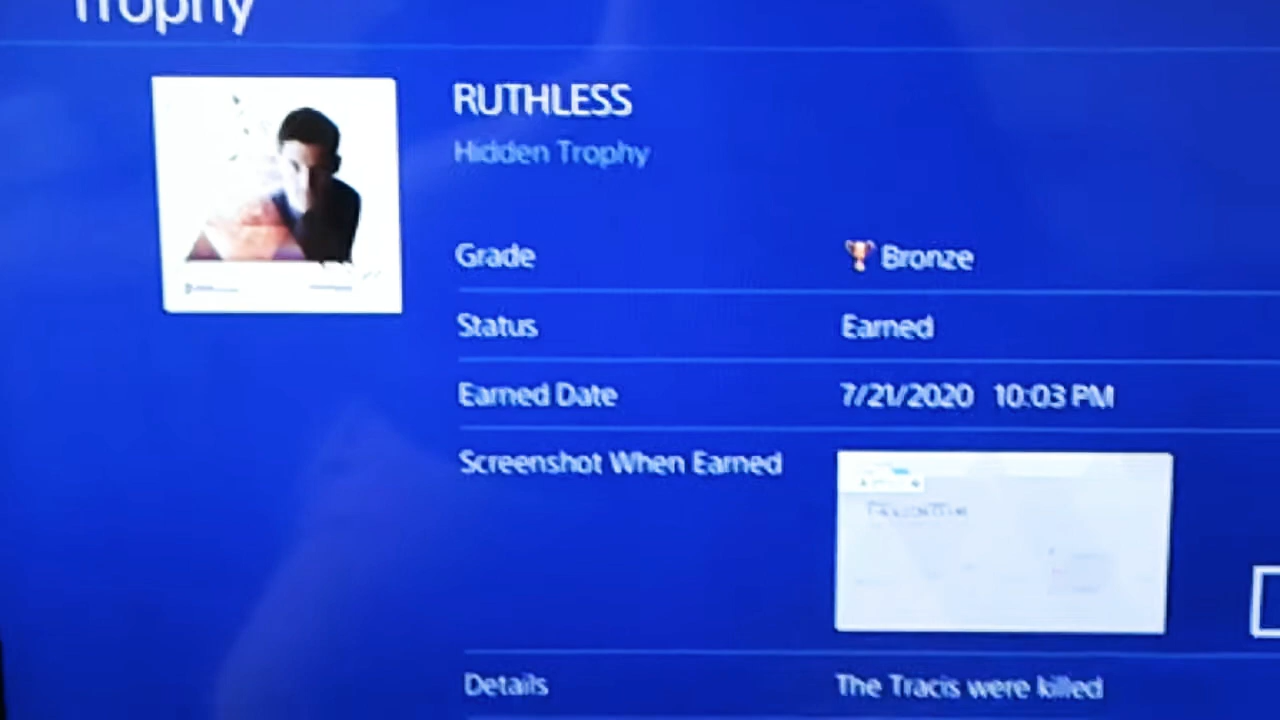 Trophy
RUTHLESS
Hidden Trophy
Grade Bronze
Status Earned
Earned Date 7/21/2020 10:03 PM
Screenshot When Earned
Details The Tracis were killed